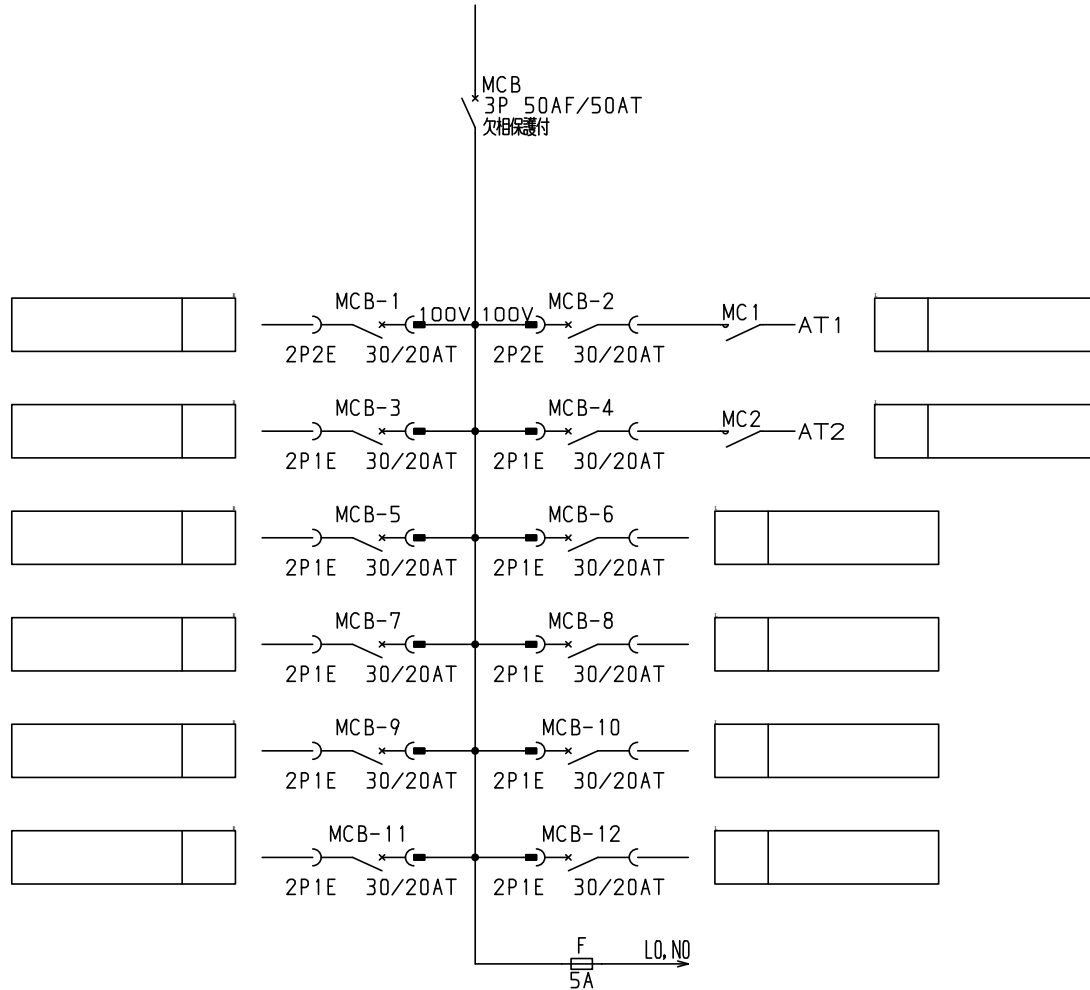 MCB
3P 50AF/50AT
欠相保護付
MCB-1 100V 100V MCB-2 MC1 AT1
2P2E 30/20AT 2P2E 30/20AT
MCB-3 MCB-4 MC2 AT2
2P1E 30/20AT 2P1E 30/20AT
MCB-5 MCB-6
2P1E 30/20AT 2P1E 30/20AT
MCB-7 MCB-8
2P1E 30/20AT 2P1E 30/20AT
MCB-9 MCB-10
2P1E 30/20AT 2P1E 30/20AT
MCB-11 MCB-12
2P1E 30/20AT 2P1E 30/20AT
F L0,N0
5A